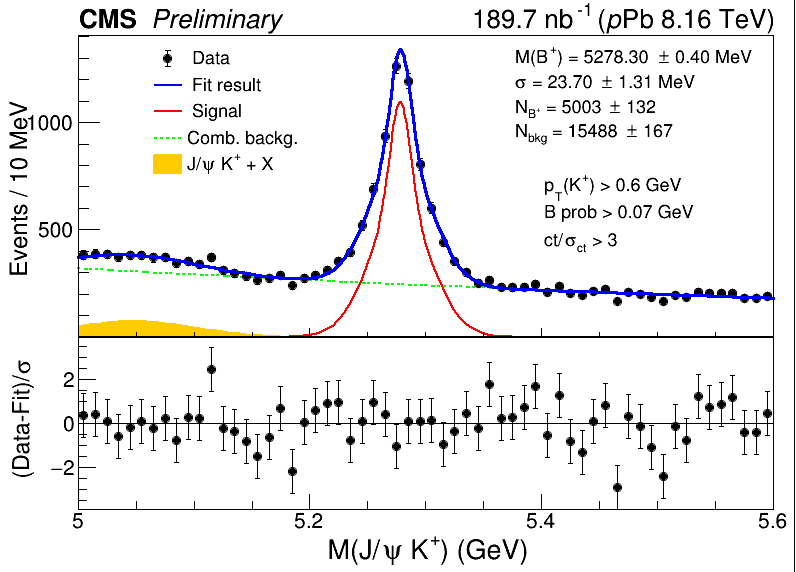 CMS Preliminary 189.7 nb⁻¹ (pPb 8.16 TeV)
Data
Fit result
Signal
Comb. backg.
J/ψ K⁺ + X
M(B⁺) = 5278.30 ± 0.40 MeV
σ = 23.70 ± 1.31 MeV
N_B⁺ = 5003 ± 132
N_bkg = 15488 ± 167
p_T(K⁺) > 0.6 GeV
B prob > 0.07 GeV
ct/σ_ct > 3
Events / 10 MeV
1000
500
(Data-Fit)/σ
2
0
−2
5 5.2 5.4 5.6
M(J/ψ K⁺) (GeV)